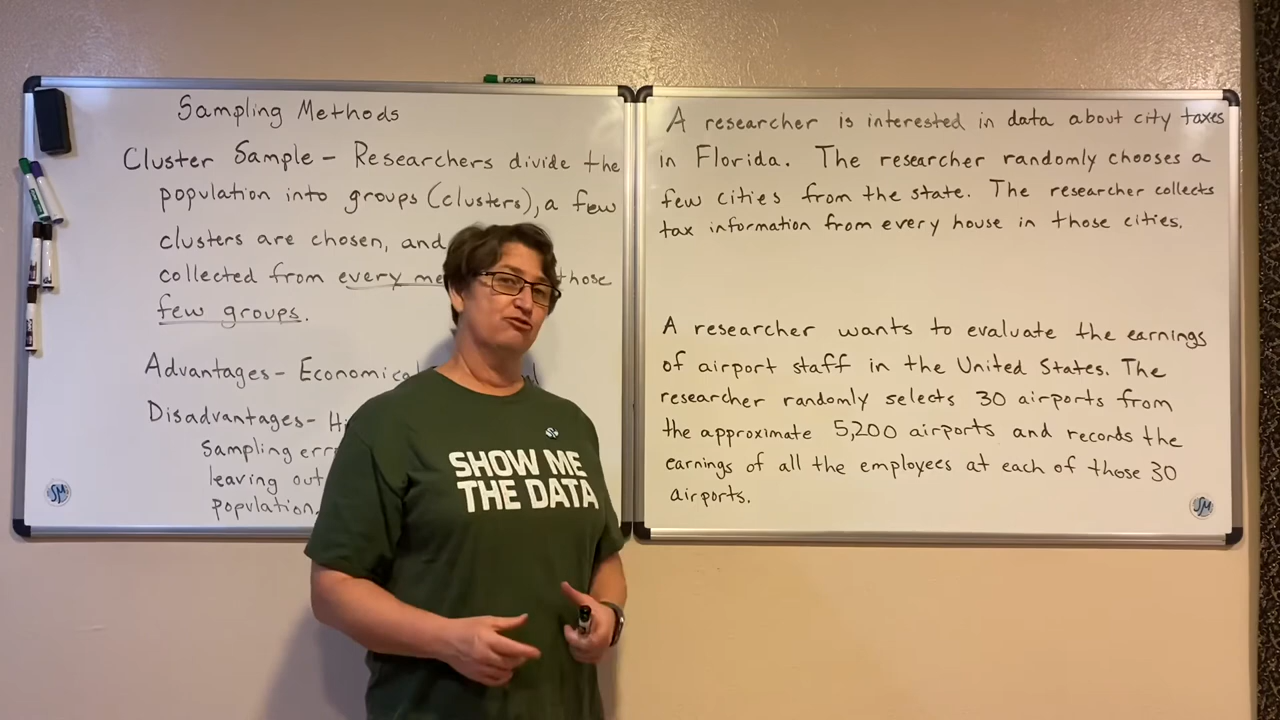 Sampling Methods
Cluster Sample - Researchers divide the
population into groups (clusters), a few
clusters are chosen, and
collected from every me those
few groups.
Advantages - Economical
Disadvantages - Hi
sampling err
leaving out
population.
SM
A researcher is interested in data about city taxes
in Florida. The researcher randomly chooses a
few cities from the state. The researcher collects
tax information from every house in those cities.
A researcher wants to evaluate the earnings
of airport staff in the United States. The
researcher randomly selects 30 airports from
the approximate 5,200 airports and records the
earnings of all the employees at each of those 30
airports.
SM
SHOW ME
THE DATA